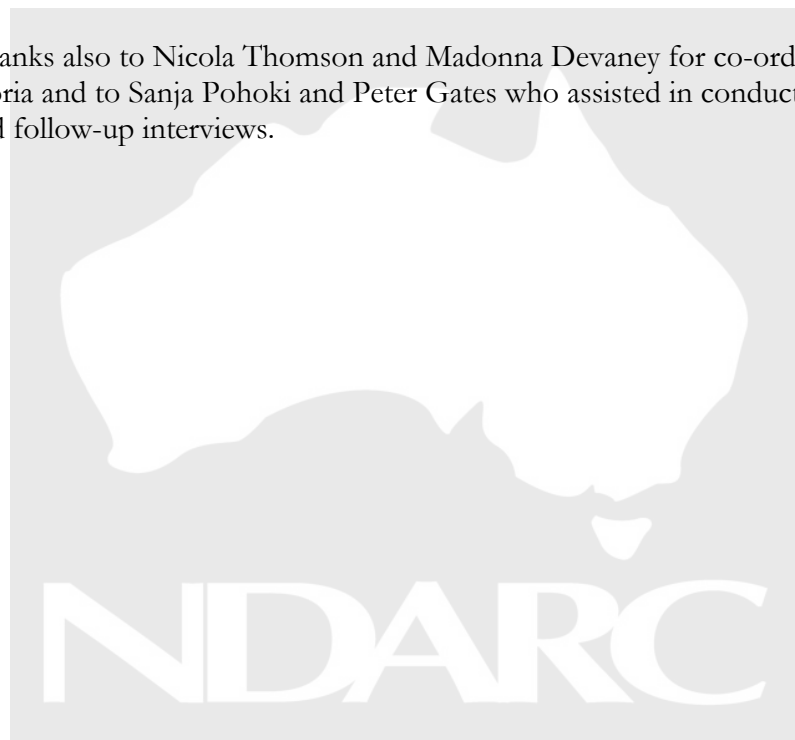 anks also to Nicola Thomson and Madonna Devaney for co-ord
oria and to Sanja Pohoki and Peter Gates who assisted in conduct
d follow-up interviews.
NDARC